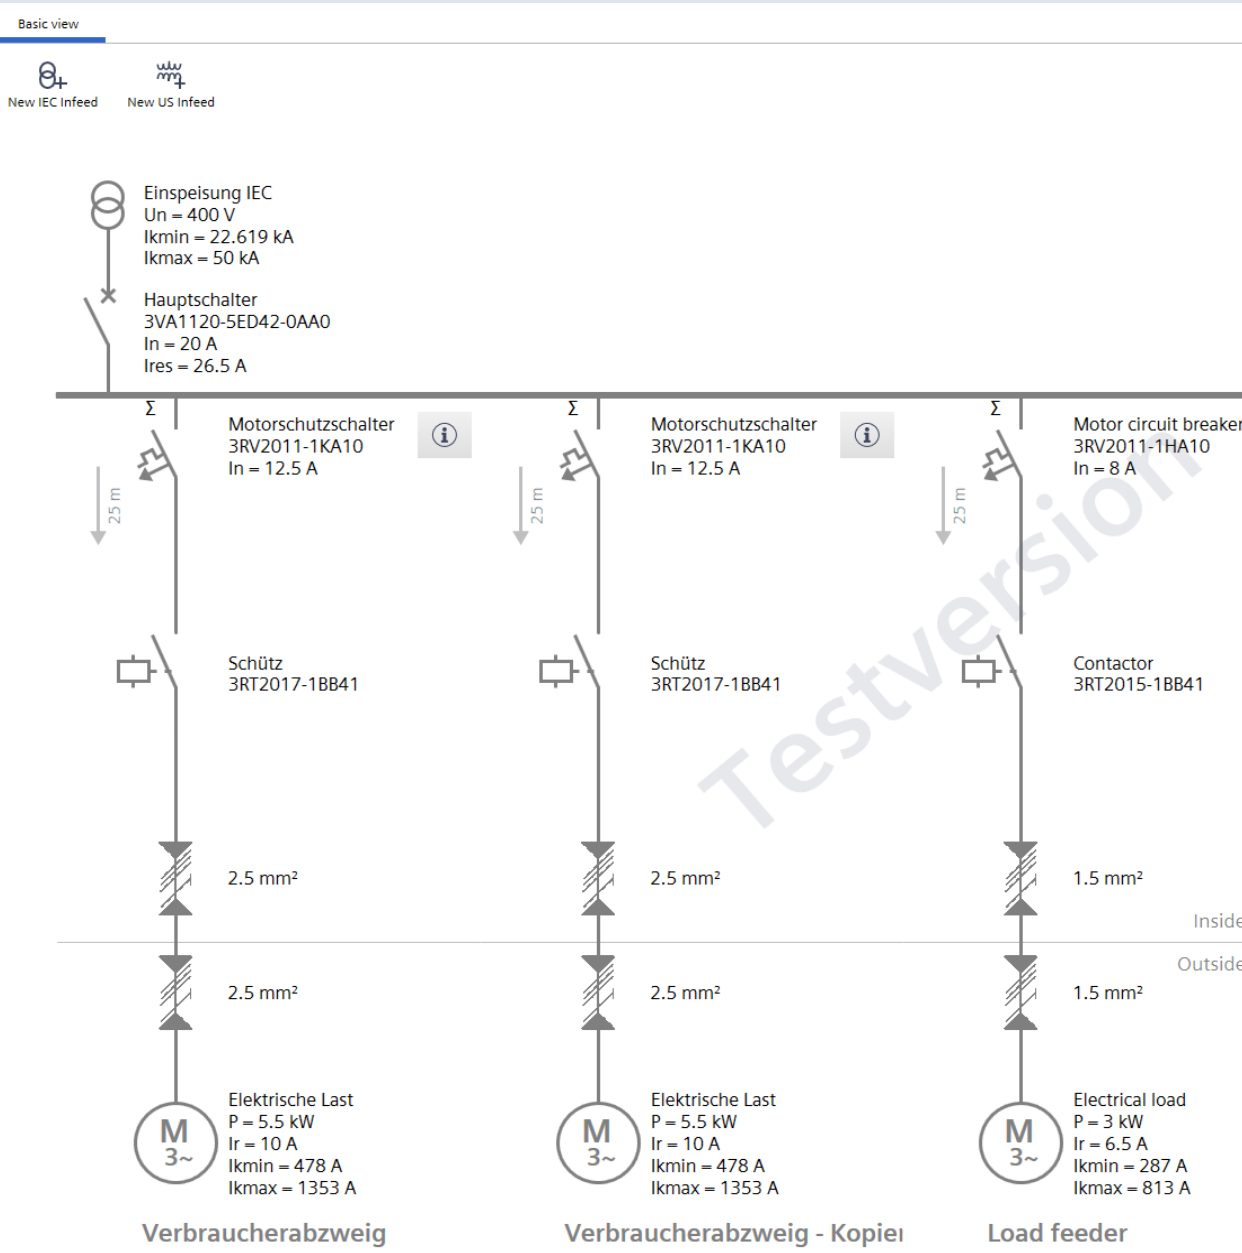 Basic view
New IEC Infeed
New US Infeed
Einspeisung IEC
Un = 400 V
Ikmin = 22.619 kA
Ikmax = 50 kA
Hauptschalter
3VA1120-5ED42-0AA0
In = 20 A
Ires = 26.5 A
Σ
Motorschutzschalter
3RV2011-1KA10
In = 12.5 A
25 m
Schütz
3RT2017-1BB41
2.5 mm²
2.5 mm²
M
3~
Elektrische Last
P = 5.5 kW
Ir = 10 A
Ikmin = 478 A
Ikmax = 1353 A
Verbraucherabzweig
Σ
Motorschutzschalter
3RV2011-1KA10
In = 12.5 A
25 m
Schütz
3RT2017-1BB41
2.5 mm²
2.5 mm²
M
3~
Elektrische Last
P = 5.5 kW
Ir = 10 A
Ikmin = 478 A
Ikmax = 1353 A
Verbraucherabzweig - Kopier
Σ
Motor circuit breaker
3RV2011-1HA10
In = 8 A
25 m
Contactor
3RT2015-1BB41
1.5 mm²
Inside
Outside
1.5 mm²
M
3~
Electrical load
P = 3 kW
Ir = 6.5 A
Ikmin = 287 A
Ikmax = 813 A
Load feeder
Testversion